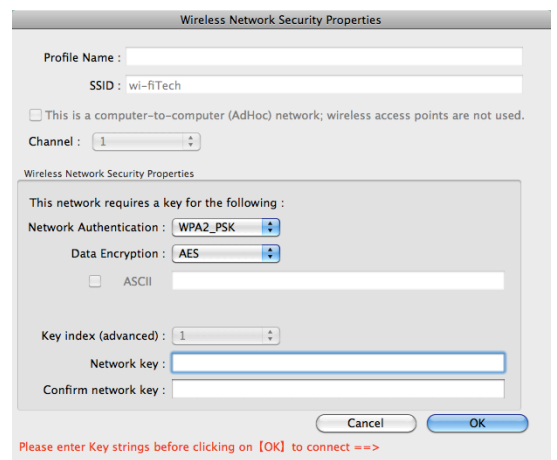 Wireless Network Security Properties
Profile Name :
SSID : wi-fiTech
This is a computer-to-computer (AdHoc) network; wireless access points are not used.
Channel : 1
Wireless Network Security Properties
This network requires a key for the following :
Network Authentication : WPA2_PSK
Data Encryption : AES
ASCII
Key index (advanced) : 1
Network key :
Confirm network key :
Cancel OK
Please enter Key strings before clicking on【OK】to connect ==>